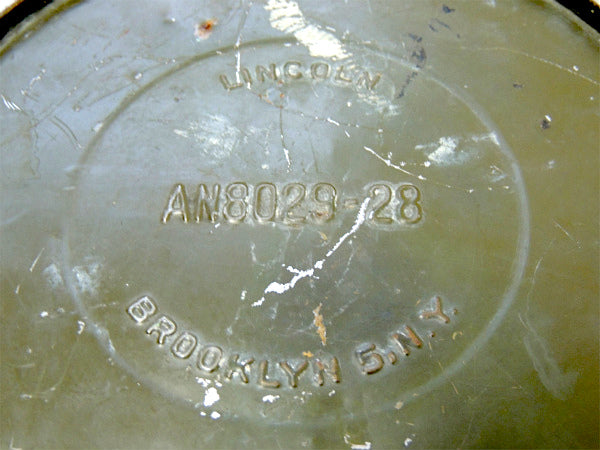 LINCOLN
AN8029-28
BROOKLYN 5, N.Y.